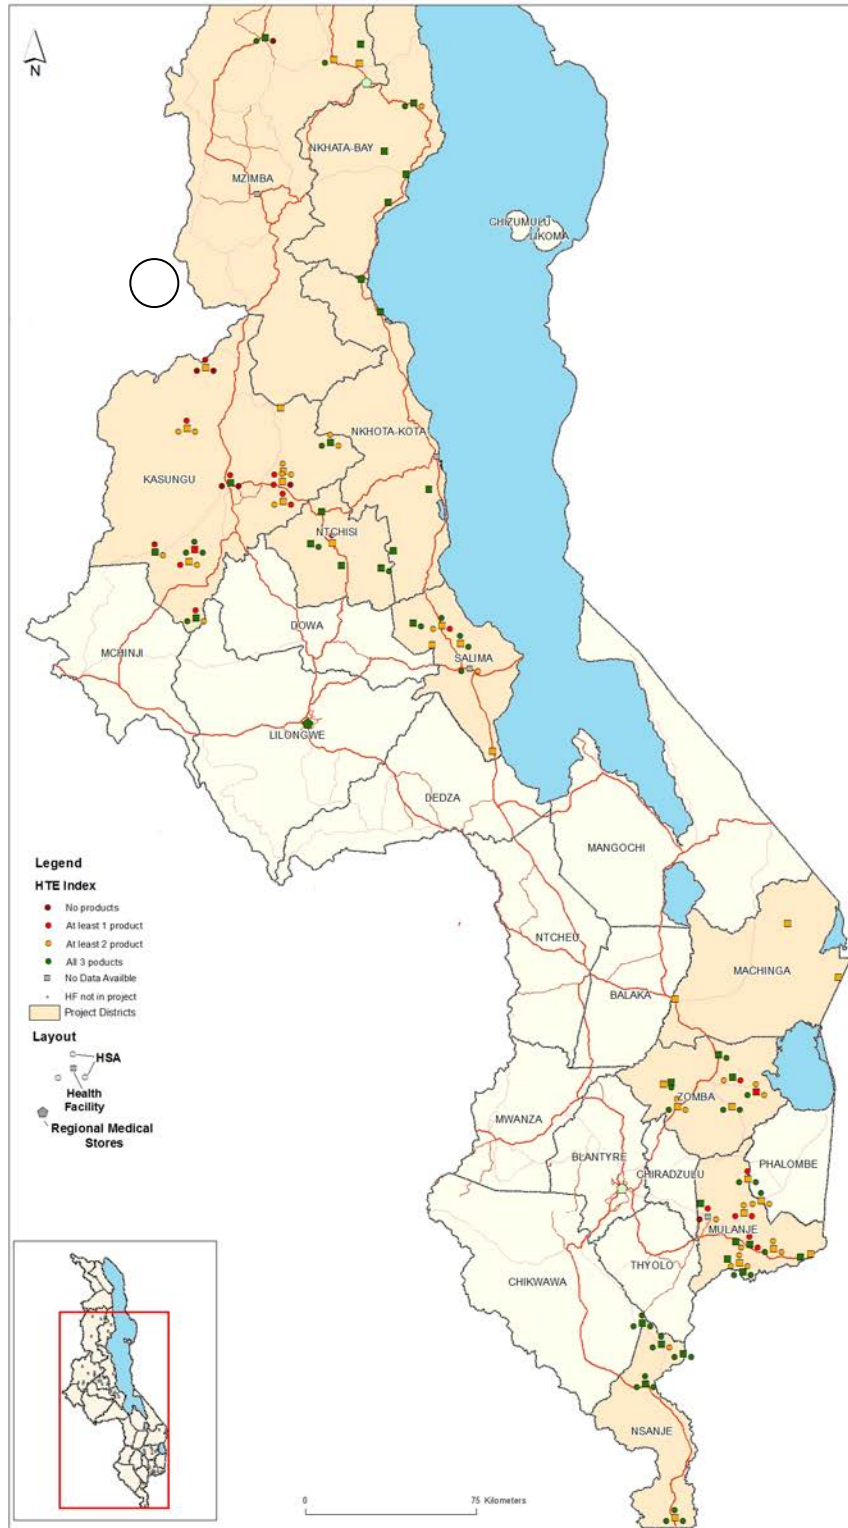 N
NKHATA-BAY
MZIMBA
CHIZUMULU
LIKOMA
NKHOTA-KOTA
KASUNGU
NTCHISI
DOWA
MCHINJI
SALIMA
LILONGWE
DEDZA
MANGOCHI
Legend
HTE Index
No products
At least 1 product
At least 2 product
All 3 poducts
No Data Availble
HF not in project
Project Districts
Layout
HSA
Health
Facility
Regional Medical
Stores
NTCHEU
MACHINGA
BALAKA
ZOMBA
MWANZA
BLANTYRE
CHIRADZULU
PHALOMBE
MULANJE
THYOLO
CHIKWAWA
NSANJE
0 75 Kilometers